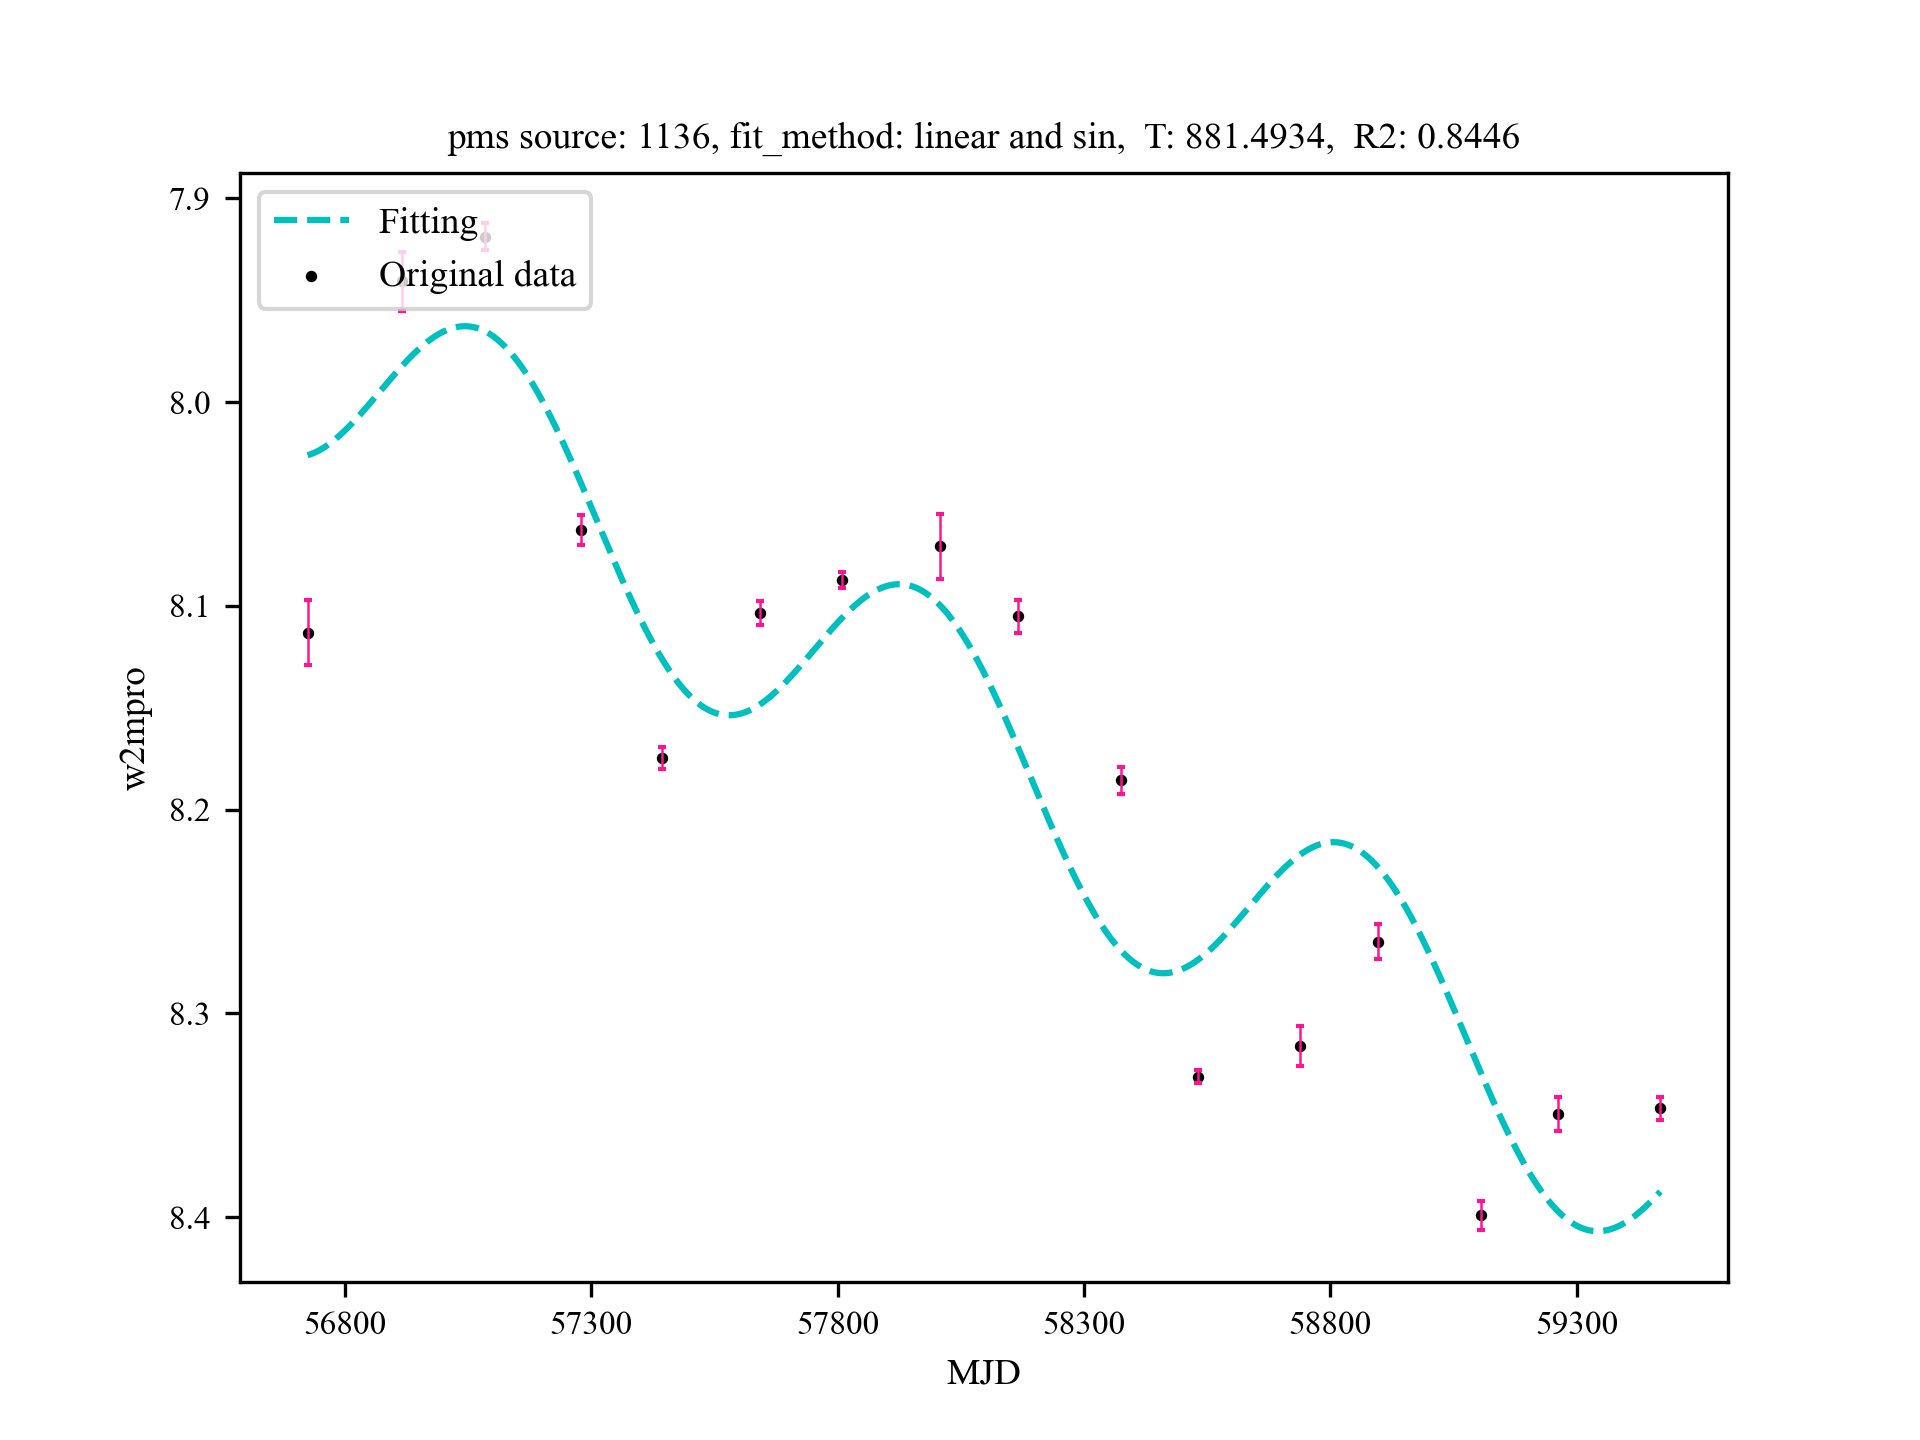 pms source: 1136, fit_method: linear and sin, T: 881.4934, R2: 0.8446
Fitting
Original data
7.9
8.0
8.1
8.2
8.3
8.4
w2mpro
56800 57300 57800 58300 58800 59300
MJD